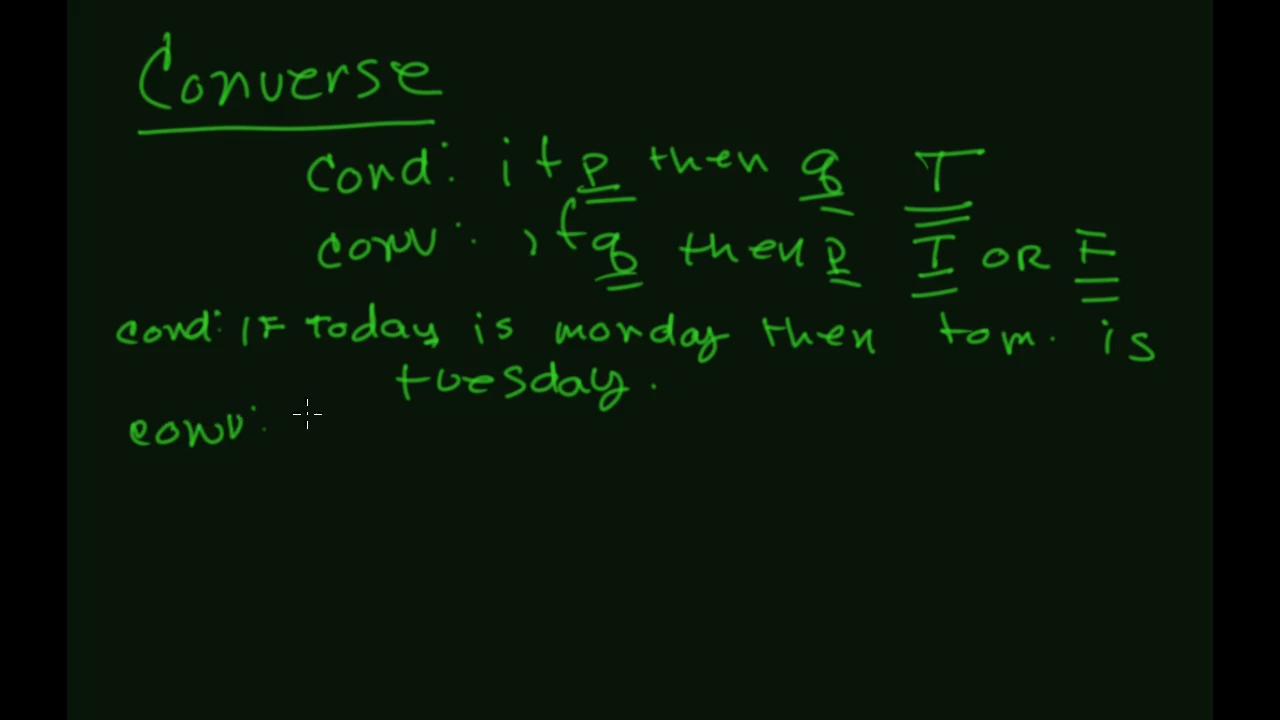 Converse
cond: if p then q T
conv: if q then p T OR F
cond: IF Today is monday then tom. is
tuesday.
conv: